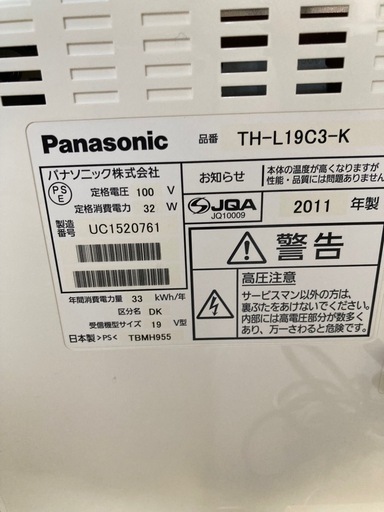 Panasonic 品番 TH-L19C3-K
パナソニック株式会社
PS E 定格電圧 100 V
定格消費電力 32 W
製造番号 UC1520761
年間消費電力量 33 kWh/年
区分名 DK
受信機型サイズ 19 V型
日本製 >PS< TBMH955
お知らせ 本体の温度が高くなりますが
性能・品質には問題ありません
JQA
JQ10009
2011 年製
警告
高圧注意
サービスマン以外の方は、
裏ぶたをあけないでください。
内部には高電圧部分が数多く
あり、万一さわると危険です。